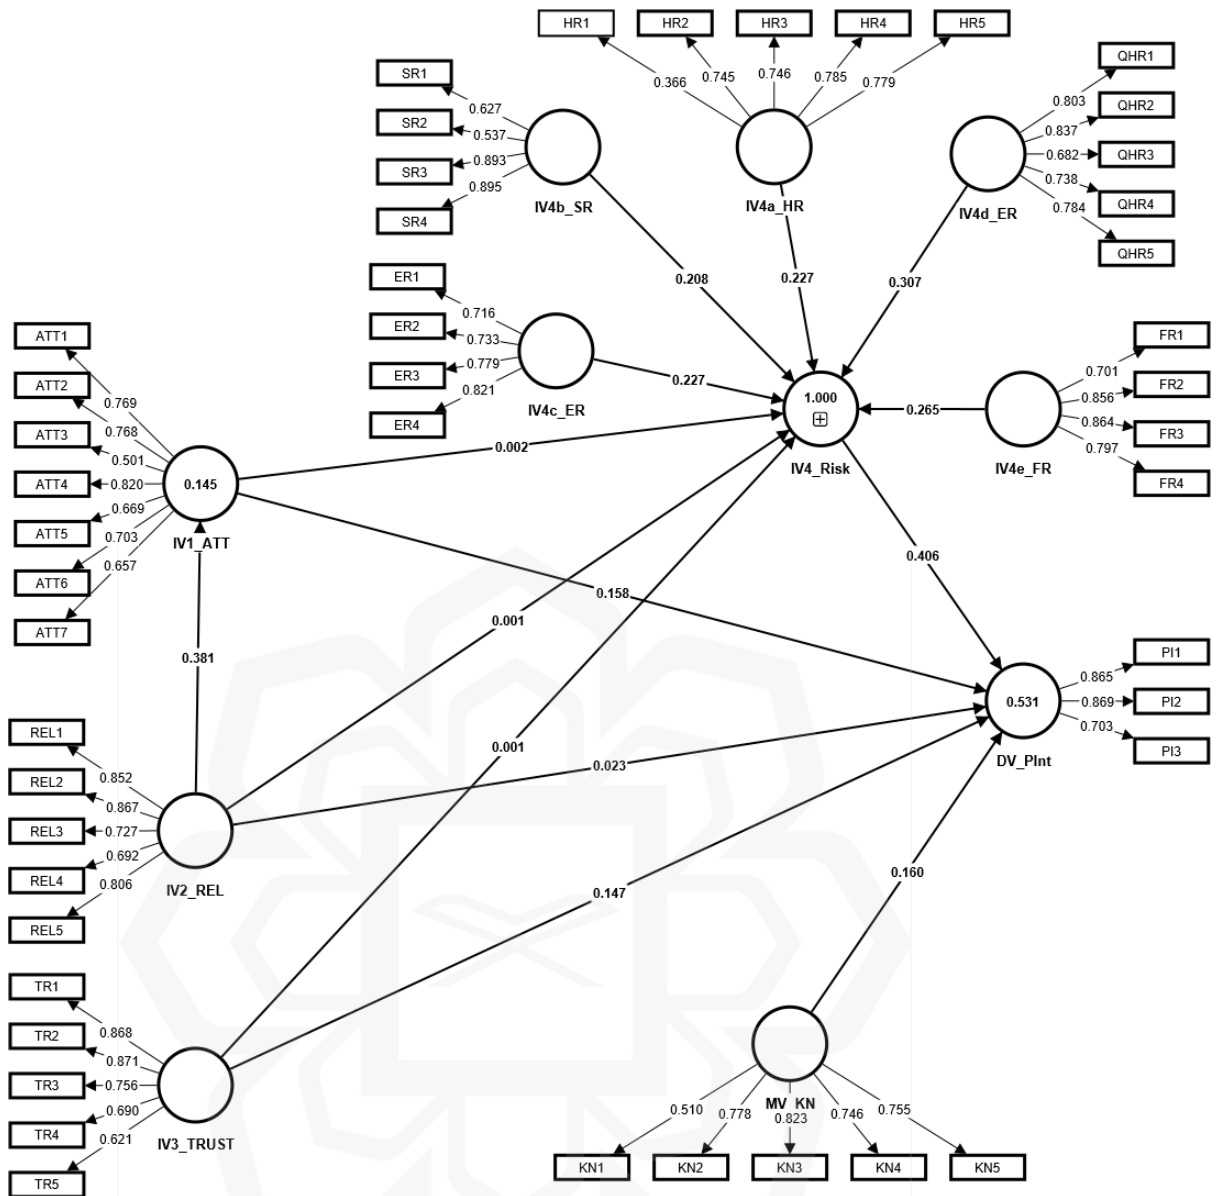 HR1
HR2
HR3
HR4
HR5
0.366
0.745
0.746
0.785
0.779
IV4a_HR
SR1
SR2
SR3
SR4
0.627
0.537
0.893
0.895
IV4b_SR
QHR1
QHR2
QHR3
QHR4
QHR5
0.803
0.837
0.682
0.738
0.784
IV4d_ER
0.208
0.227
0.307
ER1
ER2
ER3
ER4
0.716
0.733
0.779
0.821
IV4c_ER
0.227
1.000
IV4_Risk
0.265
FR1
FR2
FR3
FR4
0.701
0.856
0.864
0.797
IV4e_FR
ATT1
ATT2
ATT3
ATT4
ATT5
ATT6
ATT7
0.769
0.768
0.501
0.820
0.669
0.703
0.657
0.145
IV1_ATT
0.002
0.158
0.406
0.001
0.381
0.001
0.023
0.147
0.160
PI1
PI2
PI3
0.865
0.869
0.703
0.531
DV_PInt
REL1
REL2
REL3
REL4
REL5
0.852
0.867
0.727
0.692
0.806
IV2_REL
TR1
TR2
TR3
TR4
TR5
0.868
0.871
0.756
0.690
0.621
IV3_TRUST
MV_KN
0.510
0.778
0.823
0.746
0.755
KN1
KN2
KN3
KN4
KN5